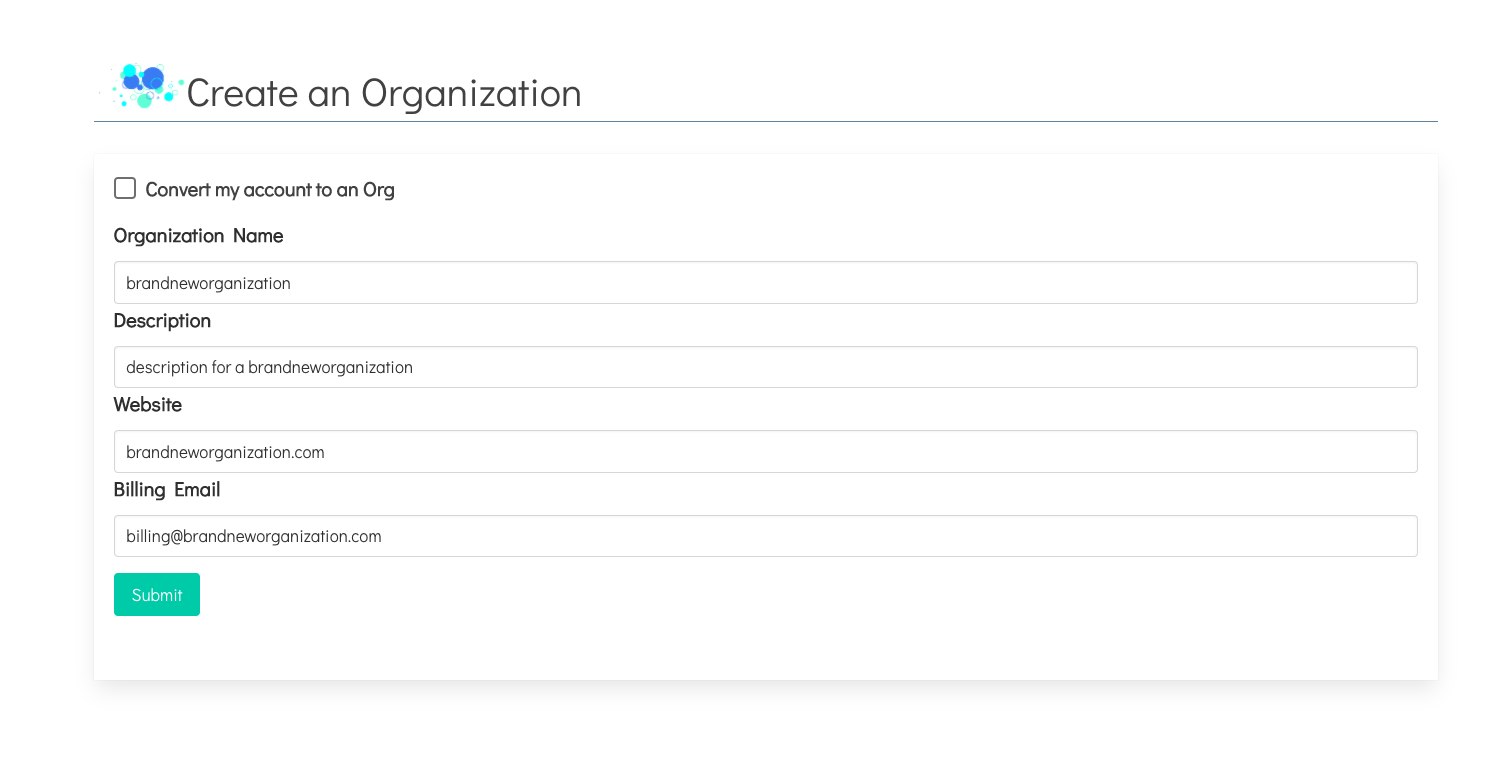 Create an Organization
Convert my account to an Org
Organization Name
brandneworganization
Description
description for a brandneworganization
Website
brandneworganization.com
Billing Email
billing@brandneworganization.com
Submit